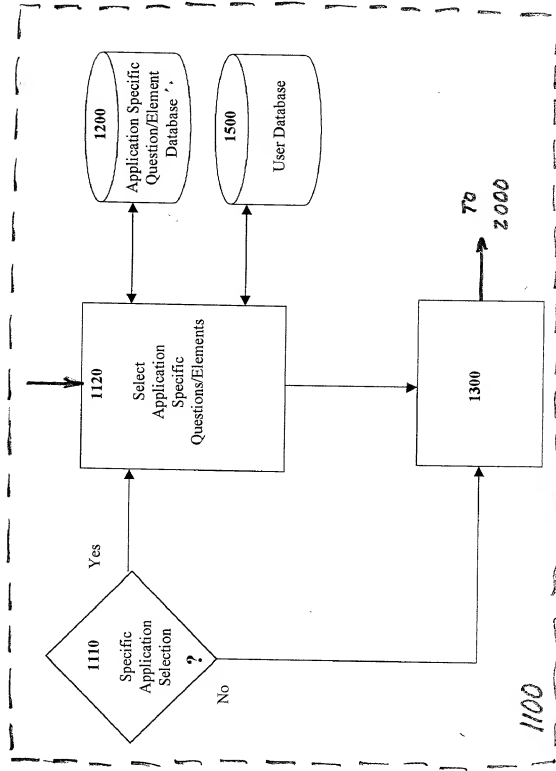 1110
Specific
Application
Selection
?
Yes
No
1120
Select
Application
Specific
Questions/Elements
1200
Application Specific
Question/Element
Database
1500
User Database
1300
To
2000
1100